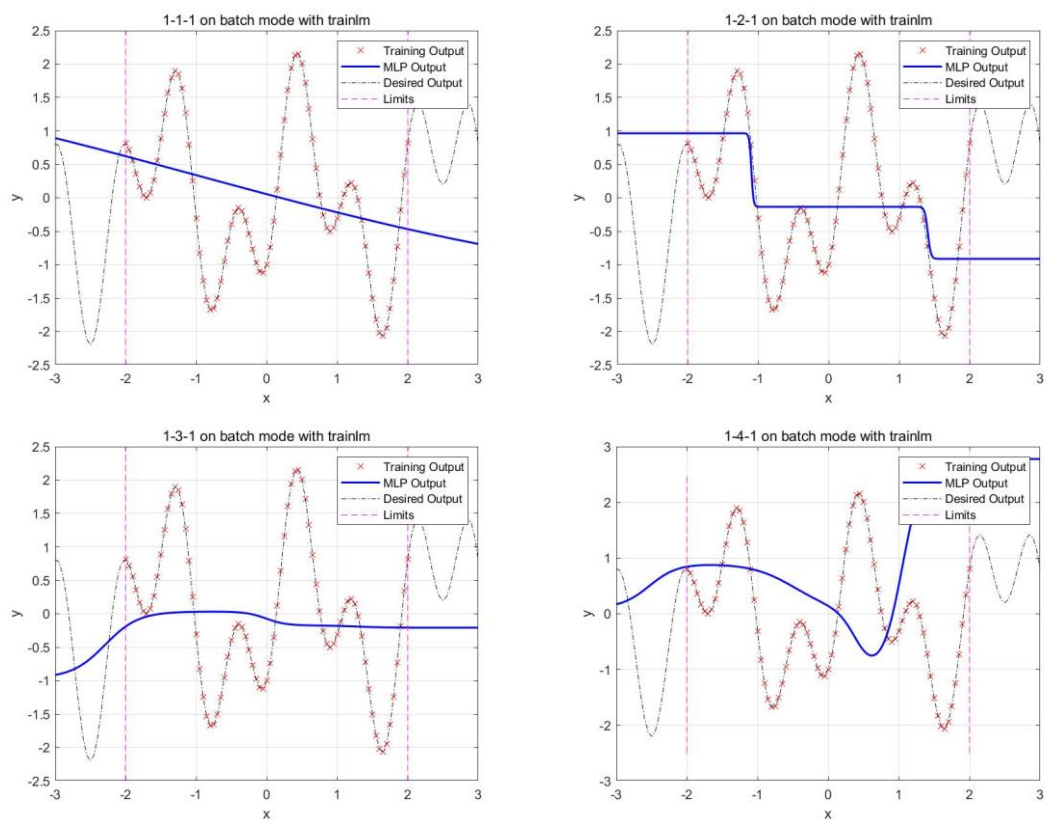 1-1-1 on batch mode with trainlm
2.5
2
1.5
1
0.5
0
-0.5
-1
-1.5
-2
-2.5
y
Training Output
MLP Output
Desired Output
Limits
-3 -2 -1 0 1 2 3
x
1-2-1 on batch mode with trainlm
2.5
2
1.5
1
0.5
0
-0.5
-1
-1.5
-2
-2.5
y
Training Output
MLP Output
Desired Output
Limits
-3 -2 -1 0 1 2 3
x
1-3-1 on batch mode with trainlm
2.5
2
1.5
1
0.5
0
-0.5
-1
-1.5
-2
-2.5
y
Training Output
MLP Output
Desired Output
Limits
-3 -2 -1 0 1 2 3
x
1-4-1 on batch mode with trainlm
3
2
1
0
-1
-2
-3
y
Training Output
MLP Output
Desired Output
Limits
-3 -2 -1 0 1 2 3
x